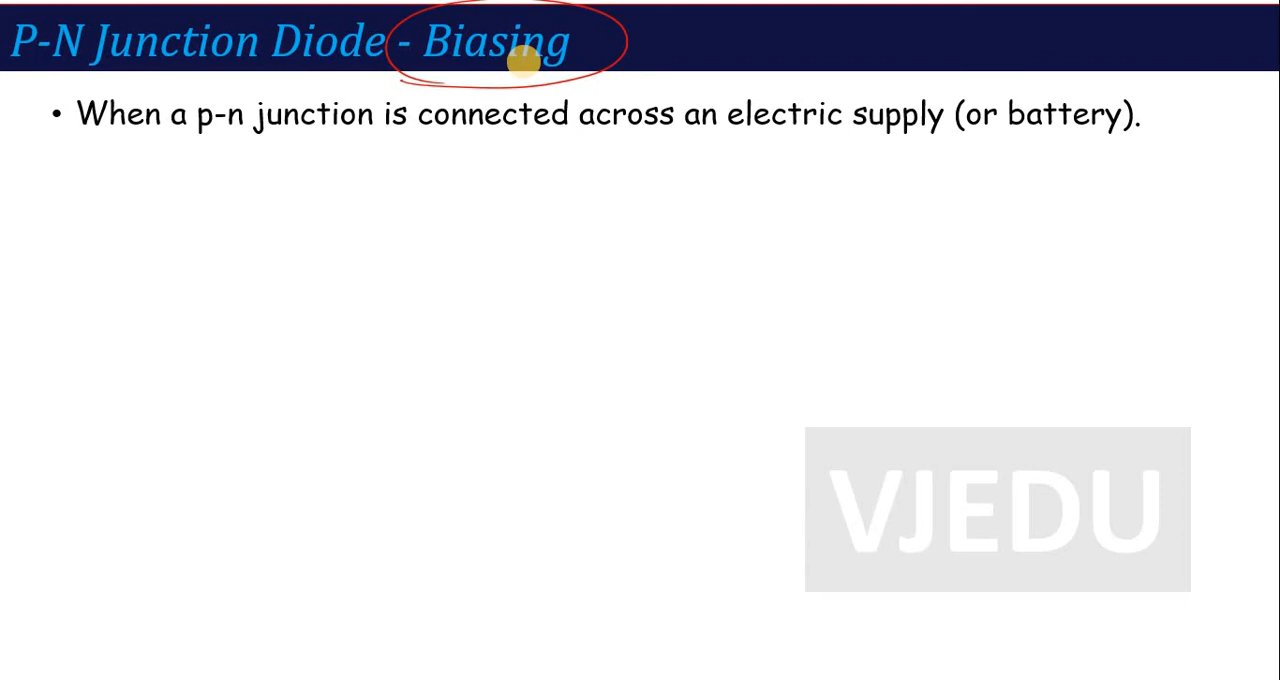 P-N Junction Diode - Biasing
• When a p-n junction is connected across an electric supply (or battery).
VJEDU